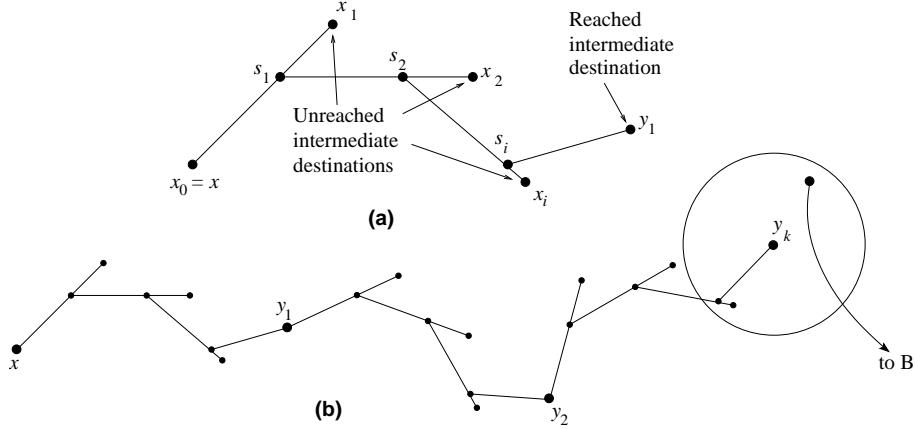 x1
Reached
intermediate
destination
s1
s2
x2
Unreached
intermediate
destinations
y1
si
x0 = x
xi
(a)
yk
y1
x
to B
(b)
y2